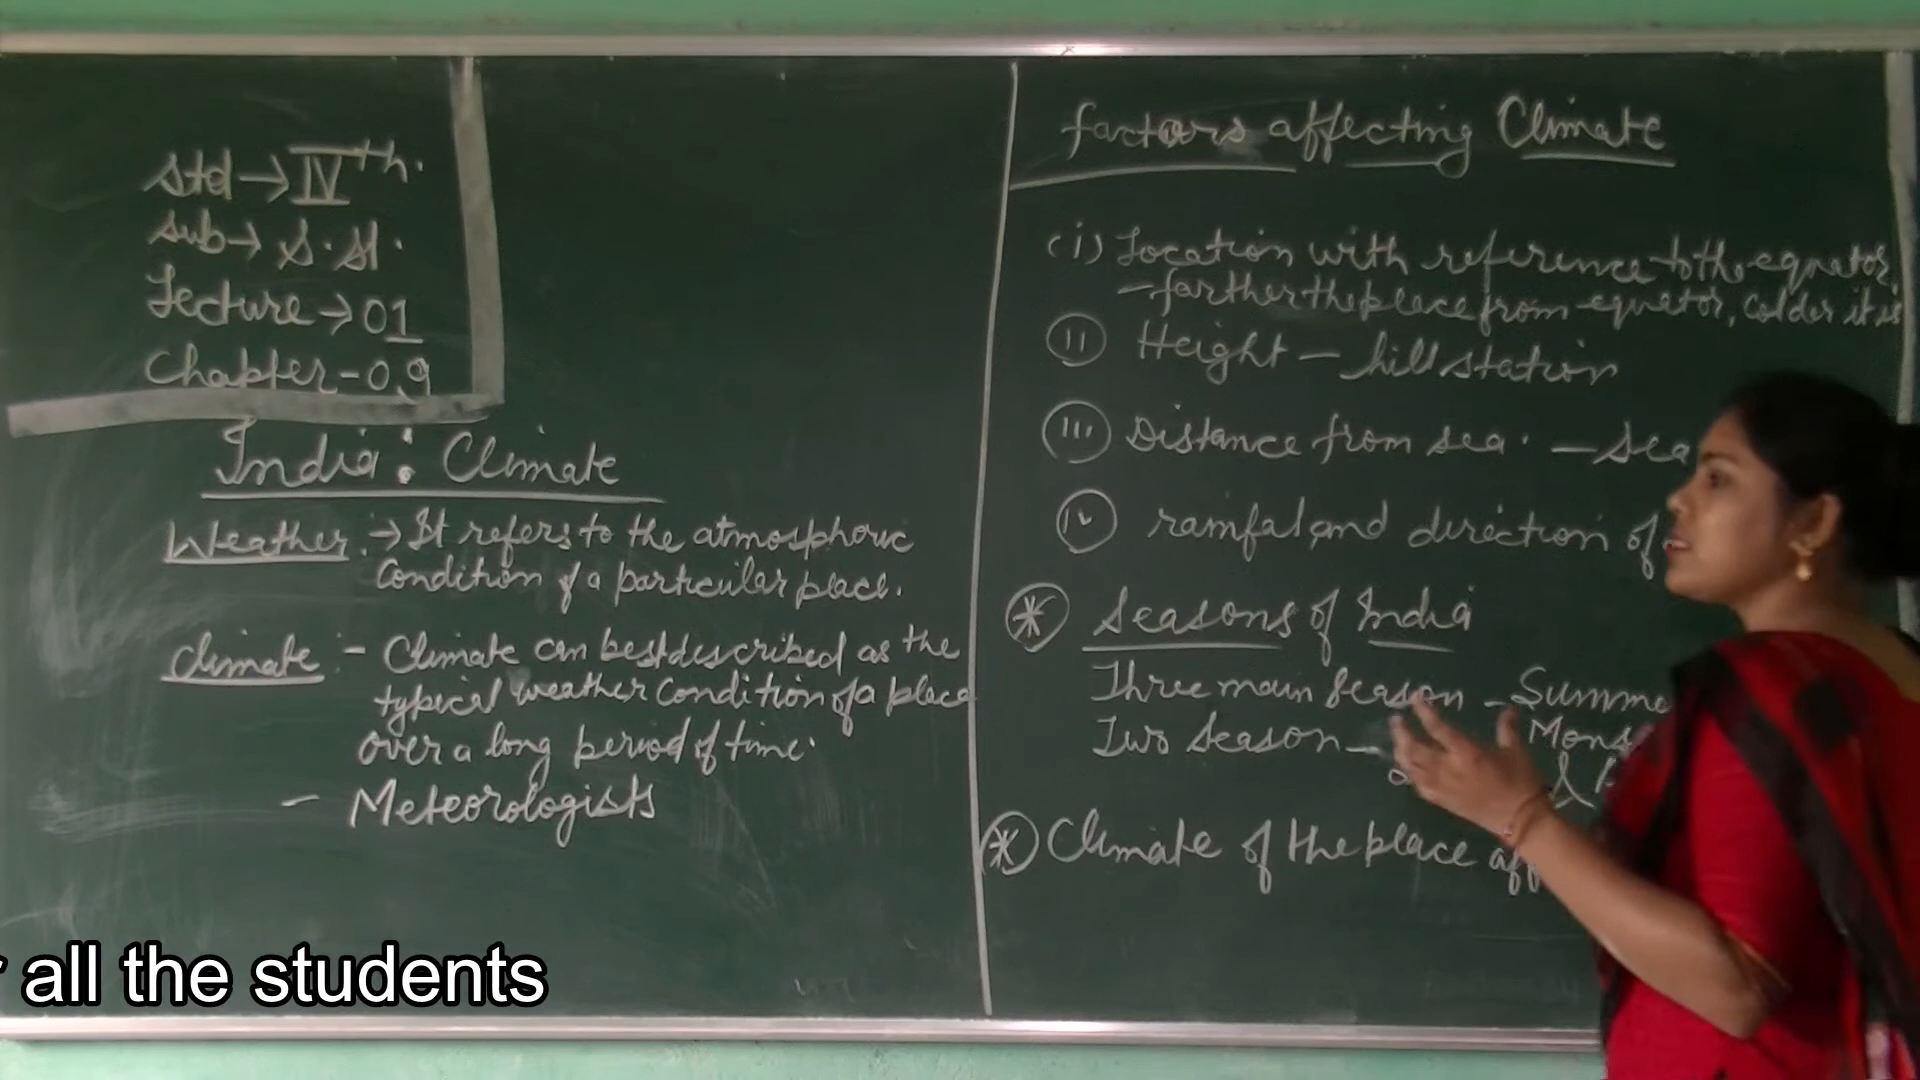 Std → IVth.
Sub → S.St.
Lecture → 01
Chapter - 09
India : Climate
Weather :→ It refers to the atmospheric
condition of a particular place.
Climate :- Climate can best described as the
typical weather condition of a place
over a long period of time.
- Meteorologists
factors affecting Climate
(i) Location with reference to the equator.
- farther the place from equator, colder it is
(ii) Height - hill station
(iii) Distance from sea. - Sea
(iv) rainfal and direction of
* Seasons of India
Three main Season - Summe
Two Season - Mons
&
* Climate of the place aff
all the students